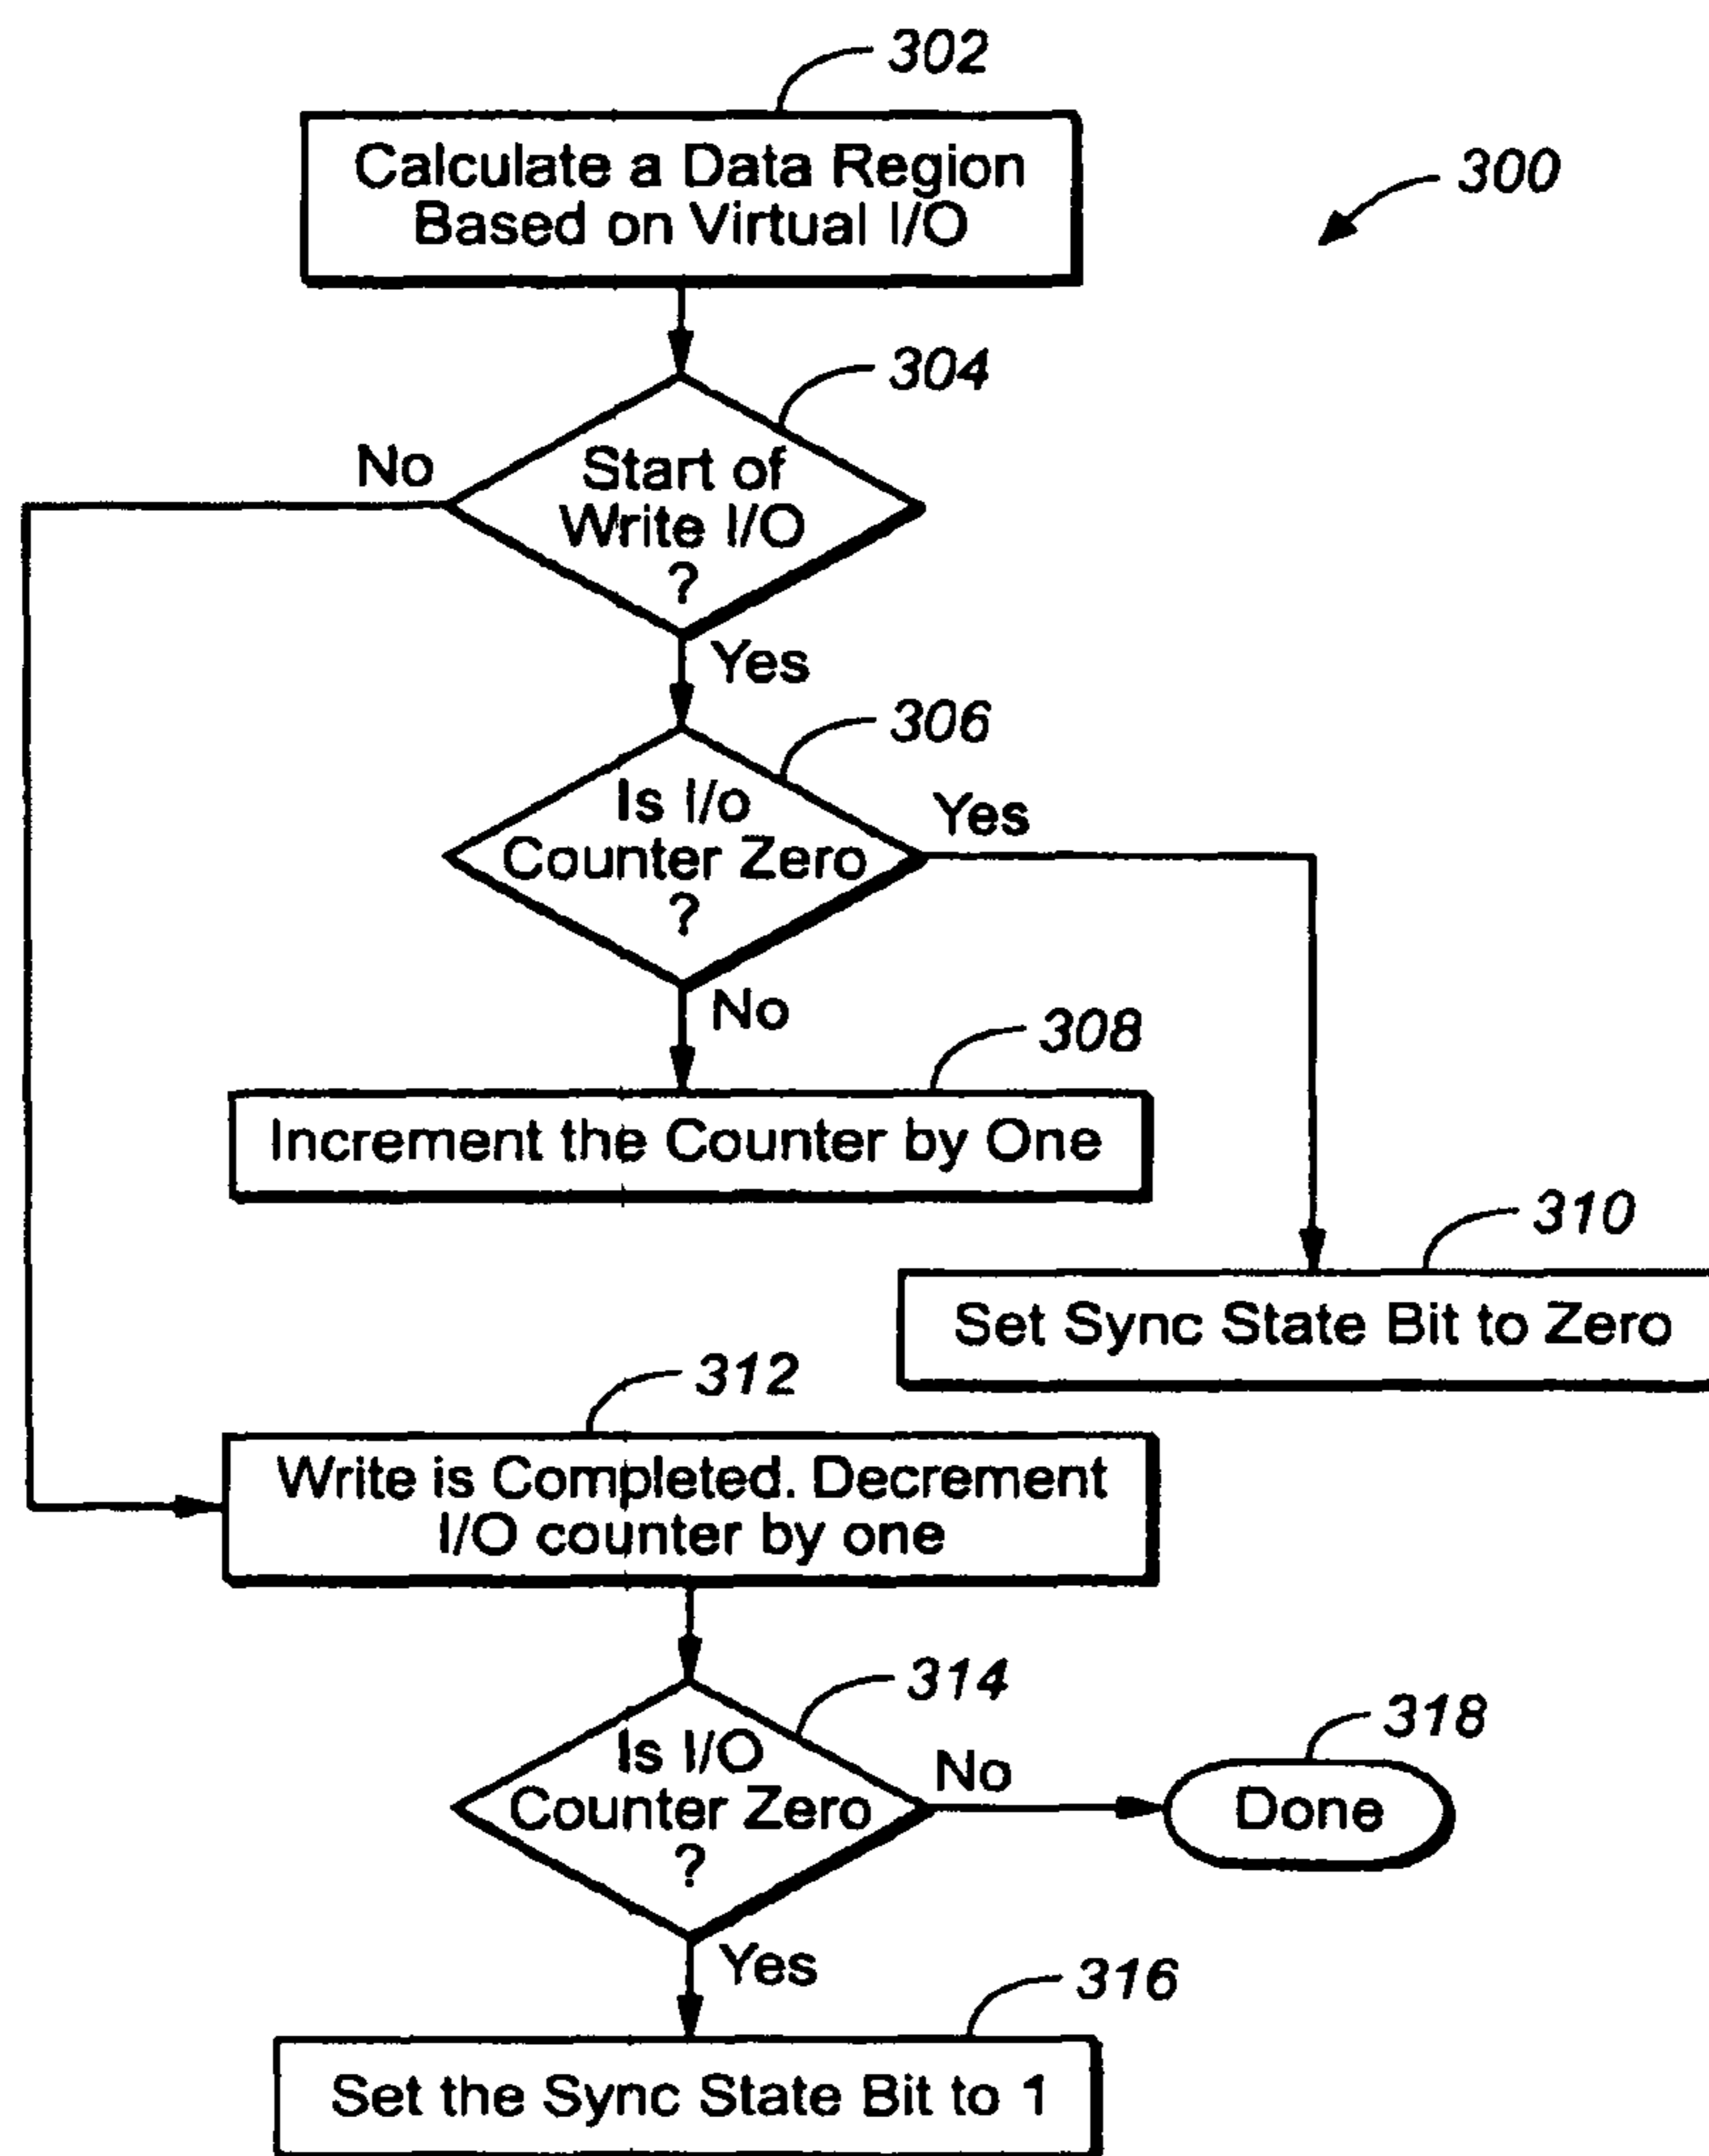 302
Calculate a Data Region
Based on Virtual I/O
300
304
No
Start of
Write I/O
?
Yes
306
Is I/o
Counter Zero
?
Yes
No
308
Increment the Counter by One
310
Set Sync State Bit to Zero
312
Write is Completed. Decrement
I/O counter by one
314
Is I/O
Counter Zero
?
No
318
Done
Yes
316
Set the Sync State Bit to 1